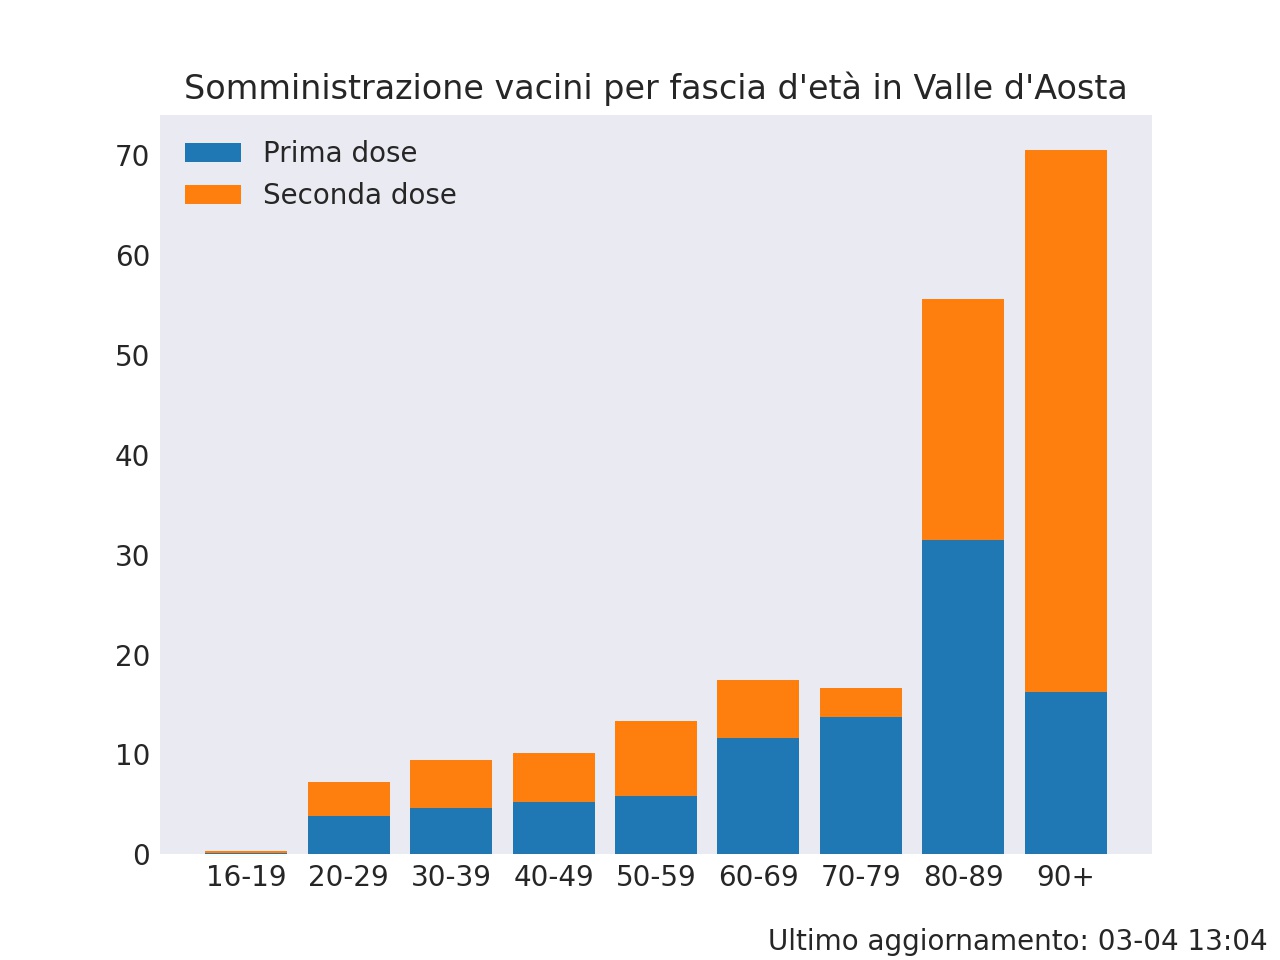 Somministrazione vacini per fascia d'età in Valle d'Aosta
Prima dose
Seconda dose
70
60
50
40
30
20
10
0
16-19 20-29 30-39 40-49 50-59 60-69 70-79 80-89 90+
Ultimo aggiornamento: 03-04 13:04